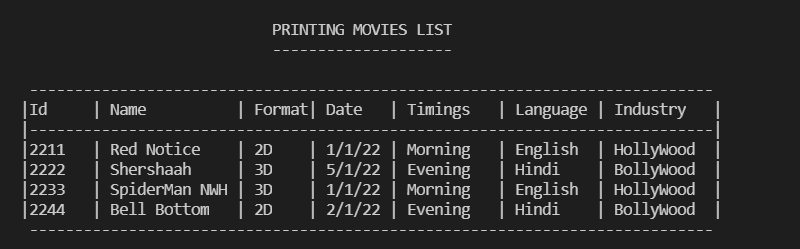 PRINTING MOVIES LIST
--------------------
----------------------------------------------------------------------------
|Id     | Name          | Format| Date   | Timings   | Language | Industry   |
|----------------------------------------------------------------------------|
|2211   | Red Notice    | 2D    | 1/1/22 | Morning   | English  | HollyWood  |
|2222   | Shershaah     | 3D    | 5/1/22 | Evening   | Hindi    | BollyWood  |
|2233   | SpiderMan NWH | 3D    | 1/1/22 | Morning   | English  | HollyWood  |
|2244   | Bell Bottom   | 2D    | 2/1/22 | Evening   | Hindi    | BollyWood  |
----------------------------------------------------------------------------